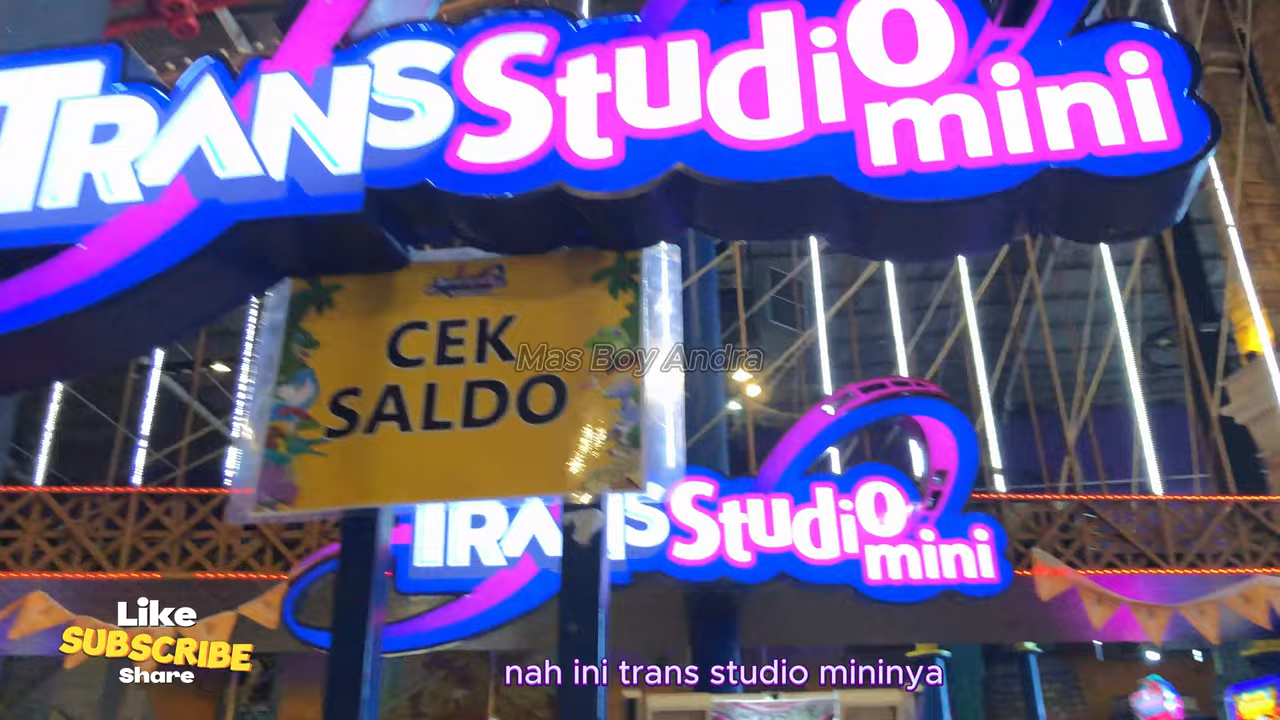 TRANS Studio
mini
CEK
SALDO
Mas Boy Andra
TRANS Studio
mini
Like
SUBSCRIBE
Share
nah ini trans studio mininya